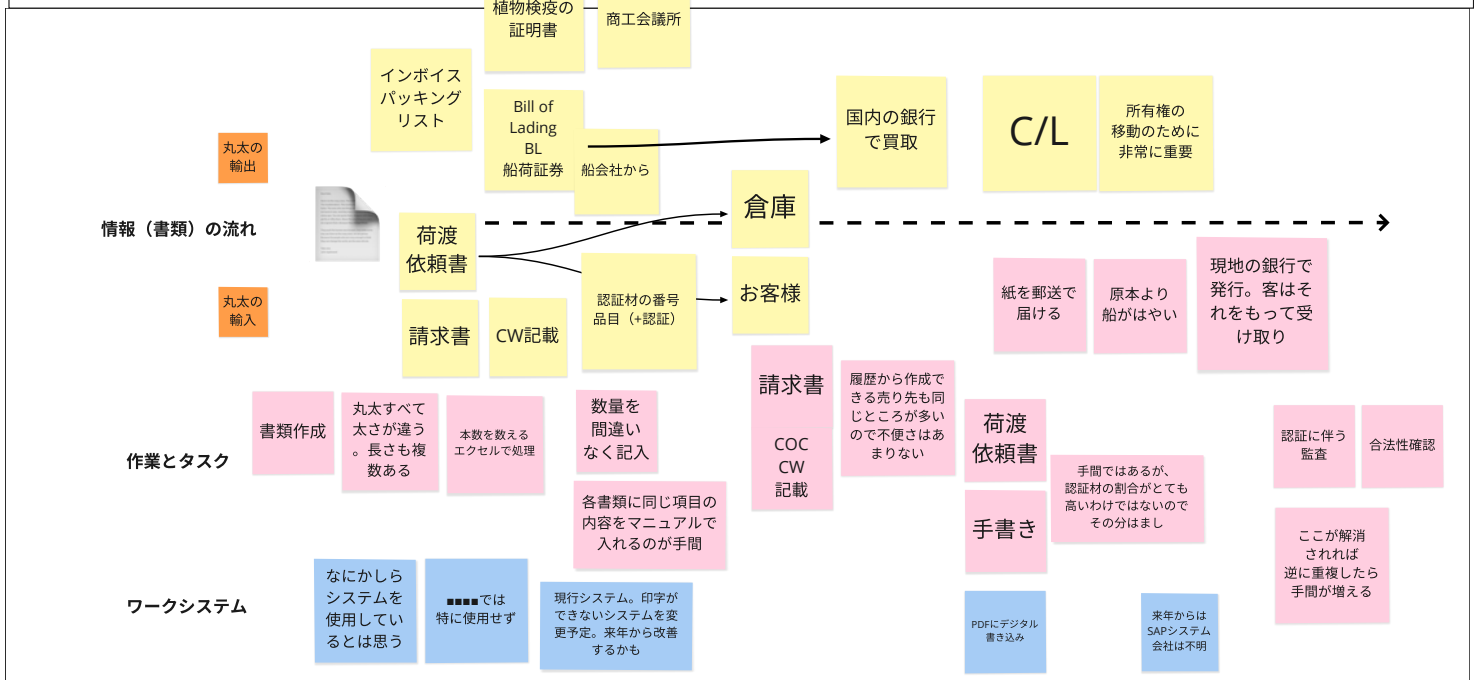 植物検疫の
証明書
商工会議所
インボイス
パッキング
リスト
Bill of
Lading
BL
船荷証券
船会社から
国内の銀行
で買取
C/L
所有権の
移動のために
非常に重要
丸太の
輸出
情報（書類）の流れ
荷渡
依頼書
倉庫
丸太の
輸入
請求書
CW記載
認証材の番号
品目（+認証）
お客様
紙を郵送で
届ける
原本より
船がはやい
現地の銀行で
発行。客はそ
れをもって受
け取り
作業とタスク
書類作成
丸太すべて
太さが違う
。長さも複
数ある
本数を数える
エクセルで処理
数量を
間違い
なく記入
各書類に同じ項目の
内容をマニュアルで
入れるのが手間
請求書
COC
CW
記載
履歴から作成で
きる売り先も同
じところが多い
ので不便さはあ
まりない
荷渡
依頼書
手書き
手間ではあるが、
認証材の割合がとても
高いわけではないので
その分はまし
認証に伴う
監査
合法性確認
ここが解消
されれば
逆に重複したら
手間が増える
ワークシステム
なにかしら
システムを
使用してい
るとは思う
■■■■では
特に使用せず
現行システム。印字が
できないシステムを変
更予定。来年から改善
するかも
PDFにデジタル
書き込み
来年からは
SAPシステム
会社は不明